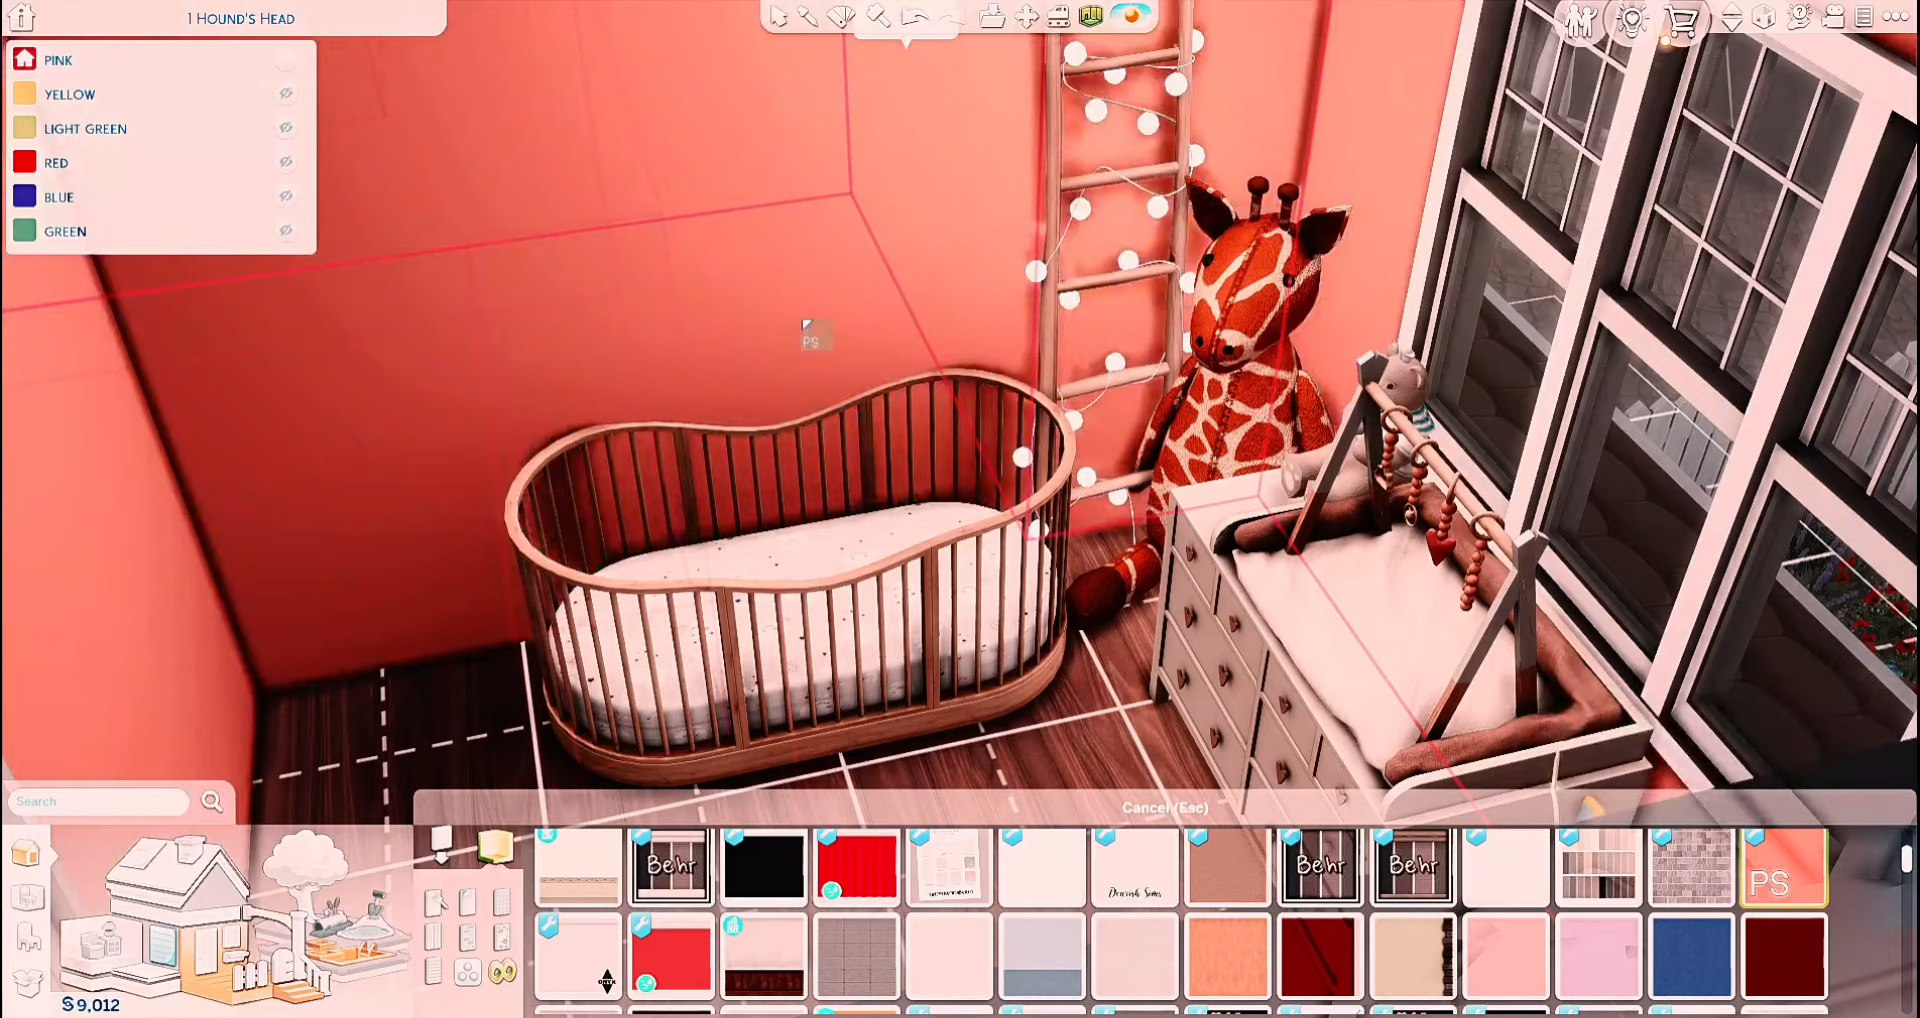 1 HOUND'S HEAD
PINK
YELLOW
LIGHT GREEN
RED
BLUE
GREEN
PS
Search
Cancel (Esc)
Behr
Behr
Behr
PS
§9,012